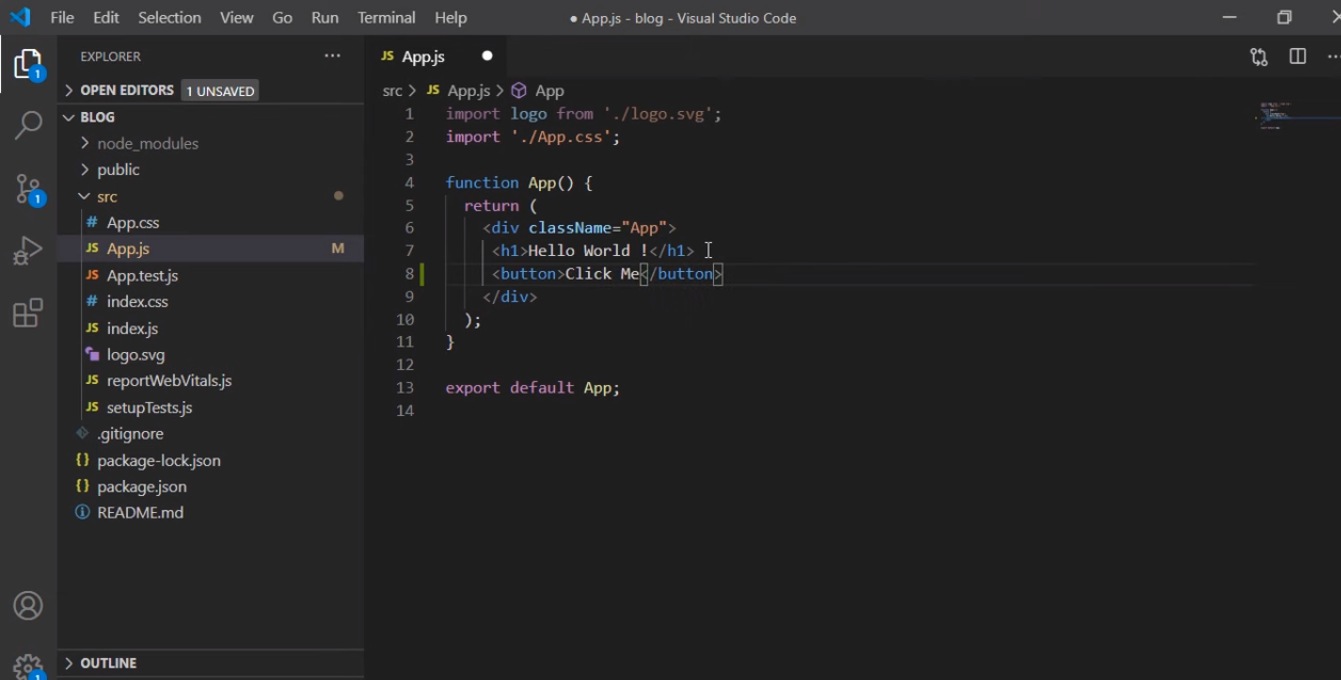 File Edit Selection View Go Run Terminal Help
● App.js - blog - Visual Studio Code
EXPLORER
OPEN EDITORS 1 UNSAVED
BLOG
node_modules
public
src
# App.css
JS App.js M
JS App.test.js
# index.css
JS index.js
logo.svg
JS reportWebVitals.js
JS setupTests.js
.gitignore
{} package-lock.json
{} package.json
README.md
OUTLINE
1
1
1
JS App.js
src > JS App.js > App
1 import logo from './logo.svg';
2 import './App.css';
3
4 function App() {
5 return (
6 <div className="App">
7 <h1>Hello World !</h1>
8 <button>Click Me</button>
9 </div>
10 );
11 }
12
13 export default App;
14